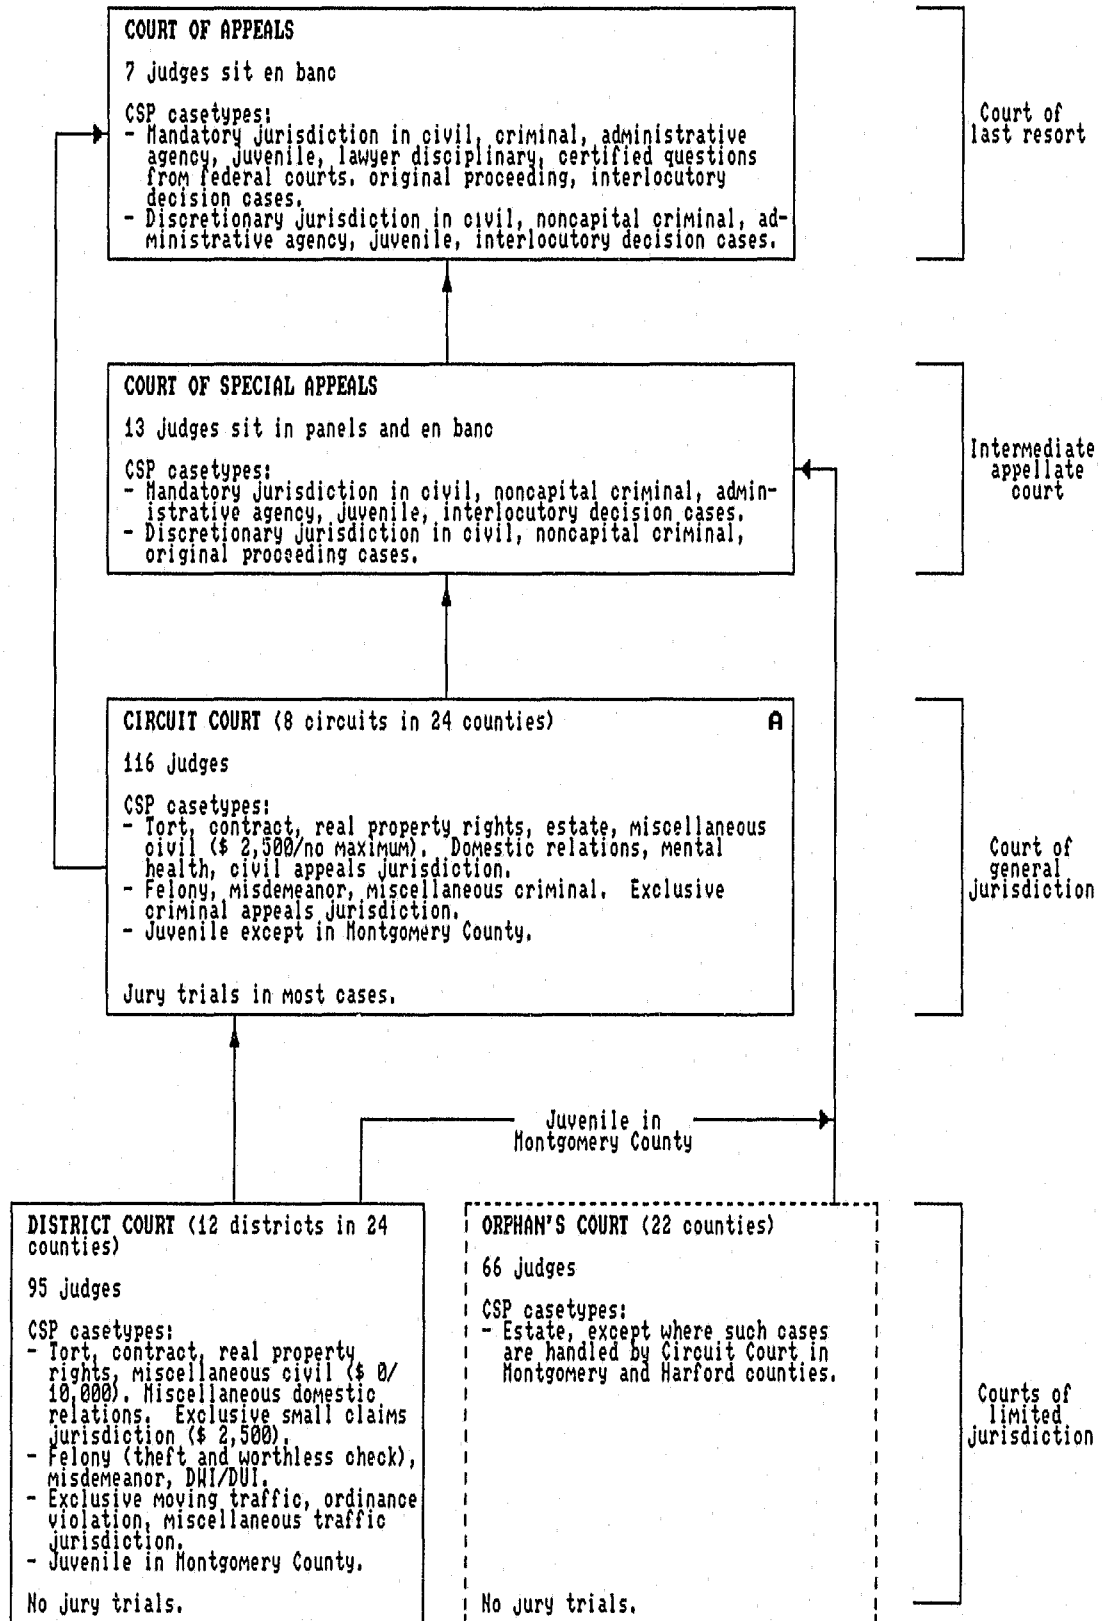 COURT OF APPEALS
7 judges sit en banc
CSP casetypes:
- Mandatory jurisdiction in civil, criminal, administrative
agency, juvenile, lawyer disciplinary, certified questions
from federal courts, original proceeding, interlocutory
decision cases.
- Discretionary jurisdiction in civil, noncapital criminal, ad-
ministrative agency, juvenile, interlocutory decision cases.
Court of
last resort
COURT OF SPECIAL APPEALS
13 judges sit in panels and en banc
CSP casetypes:
- Mandatory jurisdiction in civil, noncapital criminal, admin-
istrative agency, juvenile, interlocutory decision cases.
- Discretionary jurisdiction in civil, noncapital criminal,
original proceeding cases.
Intermediate
appellate
court
CIRCUIT COURT (8 circuits in 24 counties) A
116 judges
CSP casetypes:
- Tort, contract, real property rights, estate, miscellaneous
civil ($ 2,500/no maximum). Domestic relations, mental
health, civil appeals jurisdiction.
- Felony, misdemeanor, miscellaneous criminal. Exclusive
criminal appeals jurisdiction.
- Juvenile except in Montgomery County.
Jury trials in most cases.
Court of
general
jurisdiction
Juvenile in
Montgomery County
DISTRICT COURT (12 districts in 24
counties)
95 judges
CSP casetypes:
- Tort, contract, real property
rights, miscellaneous civil ($ 0/
10,000). Miscellaneous domestic
relations. Exclusive small claims
jurisdiction ($ 2,500).
- Felony (theft and worthless check),
misdemeanor, DWI/DUI.
- Exclusive moving traffic, ordinance
violation, miscellaneous traffic
jurisdiction.
- Juvenile in Montgomery County.
No jury trials.
ORPHAN'S COURT (22 counties)
66 judges
CSP casetypes:
- Estate, except where such cases
are handled by Circuit Court in
Montgomery and Harford counties.
No jury trials.
Courts of
limited
jurisdiction